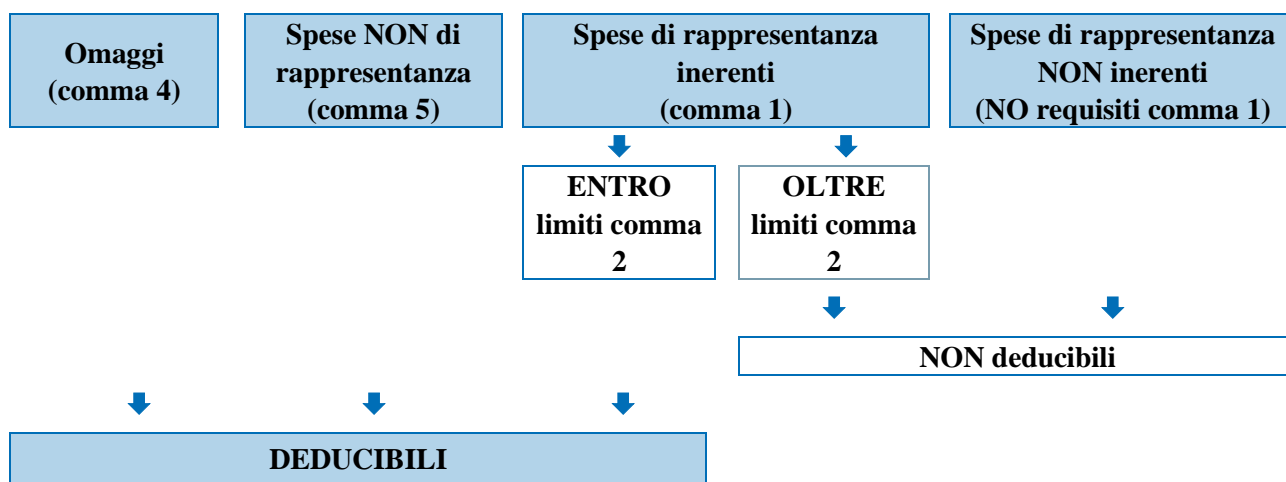 Omaggi
(comma 4)
Spese NON di
rappresentanza
(comma 5)
Spese di rappresentanza
inerenti
(comma 1)
Spese di rappresentanza
NON inerenti
(NO requisiti comma 1)
ENTRO
limiti comma
2
OLTRE
limiti comma
2
NON deducibili
DEDUCIBILI